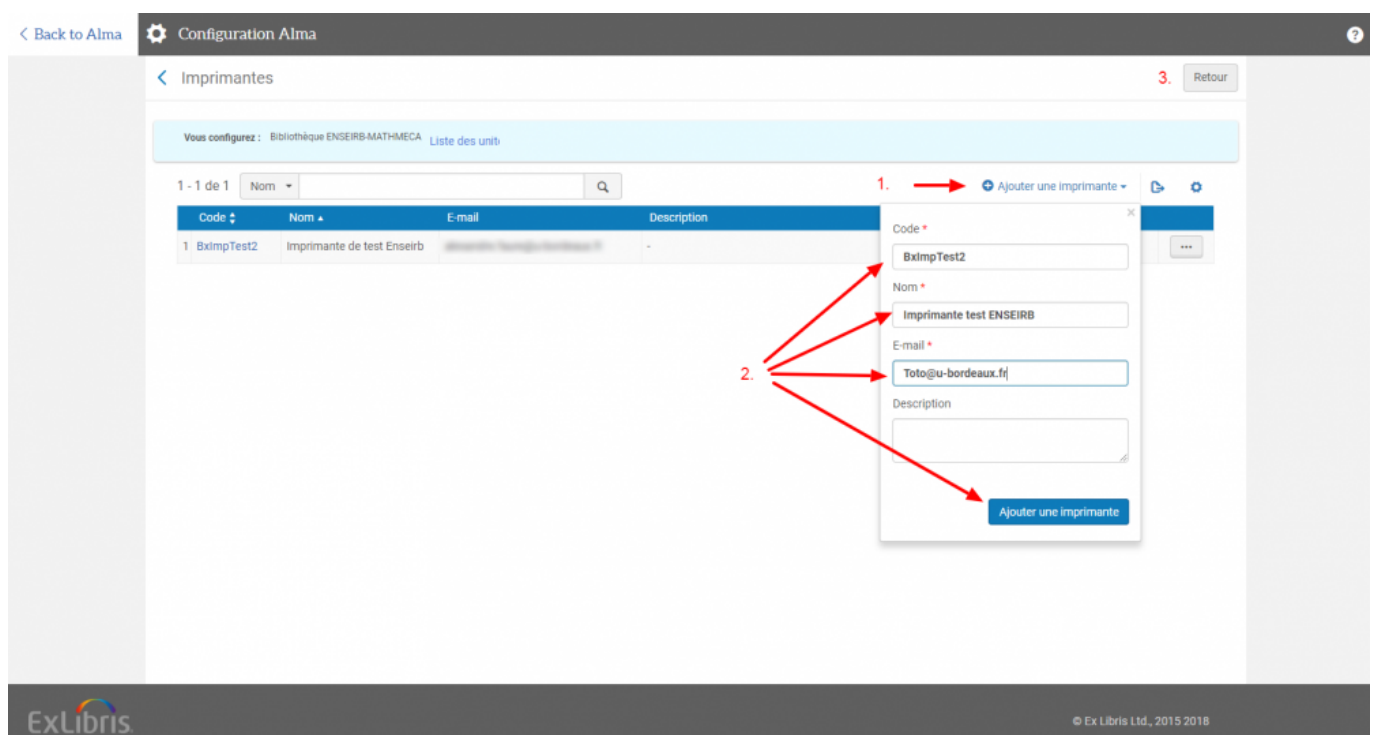 Back to Alma
Configuration Alma
?
Imprimantes
3.
Retour
Vous configurez : Bibliothèque ENSEIRB-MATHMECA Liste des unit
1 - 1 de 1
Nom
1.
Ajouter une imprimante
Code Nom E-mail Description
1 BxImpTest2 Imprimante de test Enseirb -
...
×
Code *
BxImpTest2
Nom *
Imprimante test ENSEIRB
E-mail *
2.
Toto@u-bordeaux.fr
Description
Ajouter une imprimante
ExLibris.
© Ex Libris Ltd., 2015 2018